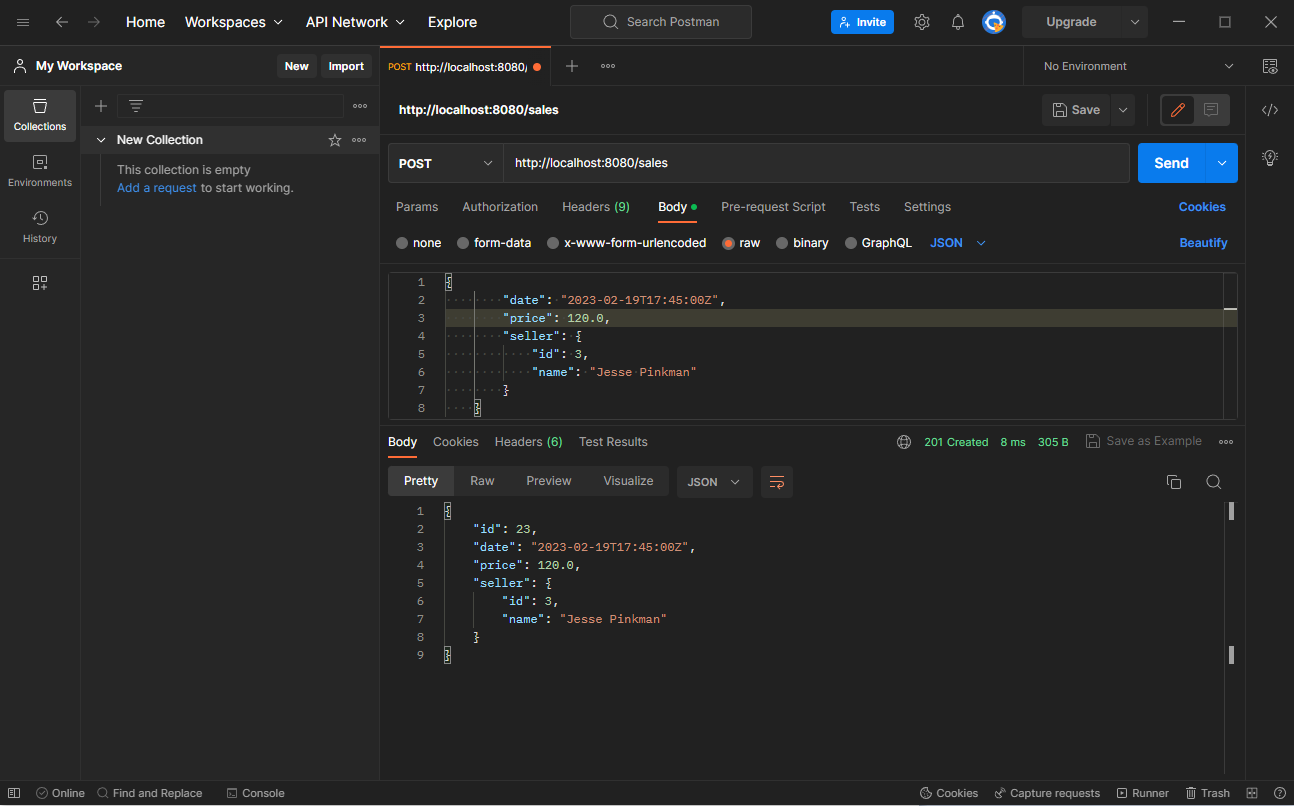 Home Workspaces API Network Explore Search Postman Invite Upgrade
My Workspace New Import POST http://localhost:8080/ No Environment
Collections
New Collection
This collection is empty
Add a request to start working.
Environments
History
http://localhost:8080/sales Save
POST http://localhost:8080/sales Send
Params Authorization Headers (9) Body Pre-request Script Tests Settings Cookies
none form-data x-www-form-urlencoded raw binary GraphQL JSON Beautify
1 {
2 "date": "2023-02-19T17:45:00Z",
3 "price": 120.0,
4 "seller": {
5 "id": 3,
6 "name": "Jesse Pinkman"
7 }
8 }
Body Cookies Headers (6) Test Results 201 Created 8 ms 305 B Save as Example
Pretty Raw Preview Visualize JSON
1 {
2 "id": 23,
3 "date": "2023-02-19T17:45:00Z",
4 "price": 120.0,
5 "seller": {
6 "id": 3,
7 "name": "Jesse Pinkman"
8 }
9 }
Online Find and Replace Console Cookies Capture requests Runner Trash